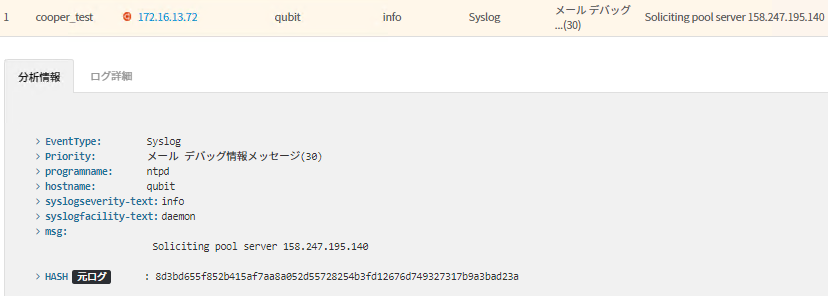 1 cooper_test 172.16.13.72 qubit info Syslog メール デバッグ ...(30) Soliciting pool server 158.247.195.140
分析情報 ログ詳細
EventType: Syslog
Priority: メール デバッグ情報メッセージ(30)
programname: ntpd
hostname: qubit
syslogseverity-text: info
syslogfacility-text: daemon
msg:
Soliciting pool server 158.247.195.140
HASH 元ログ : 8d3bd655f852b415af7aa8a052d55728254b3fd12676d749327317b9a3bad23a